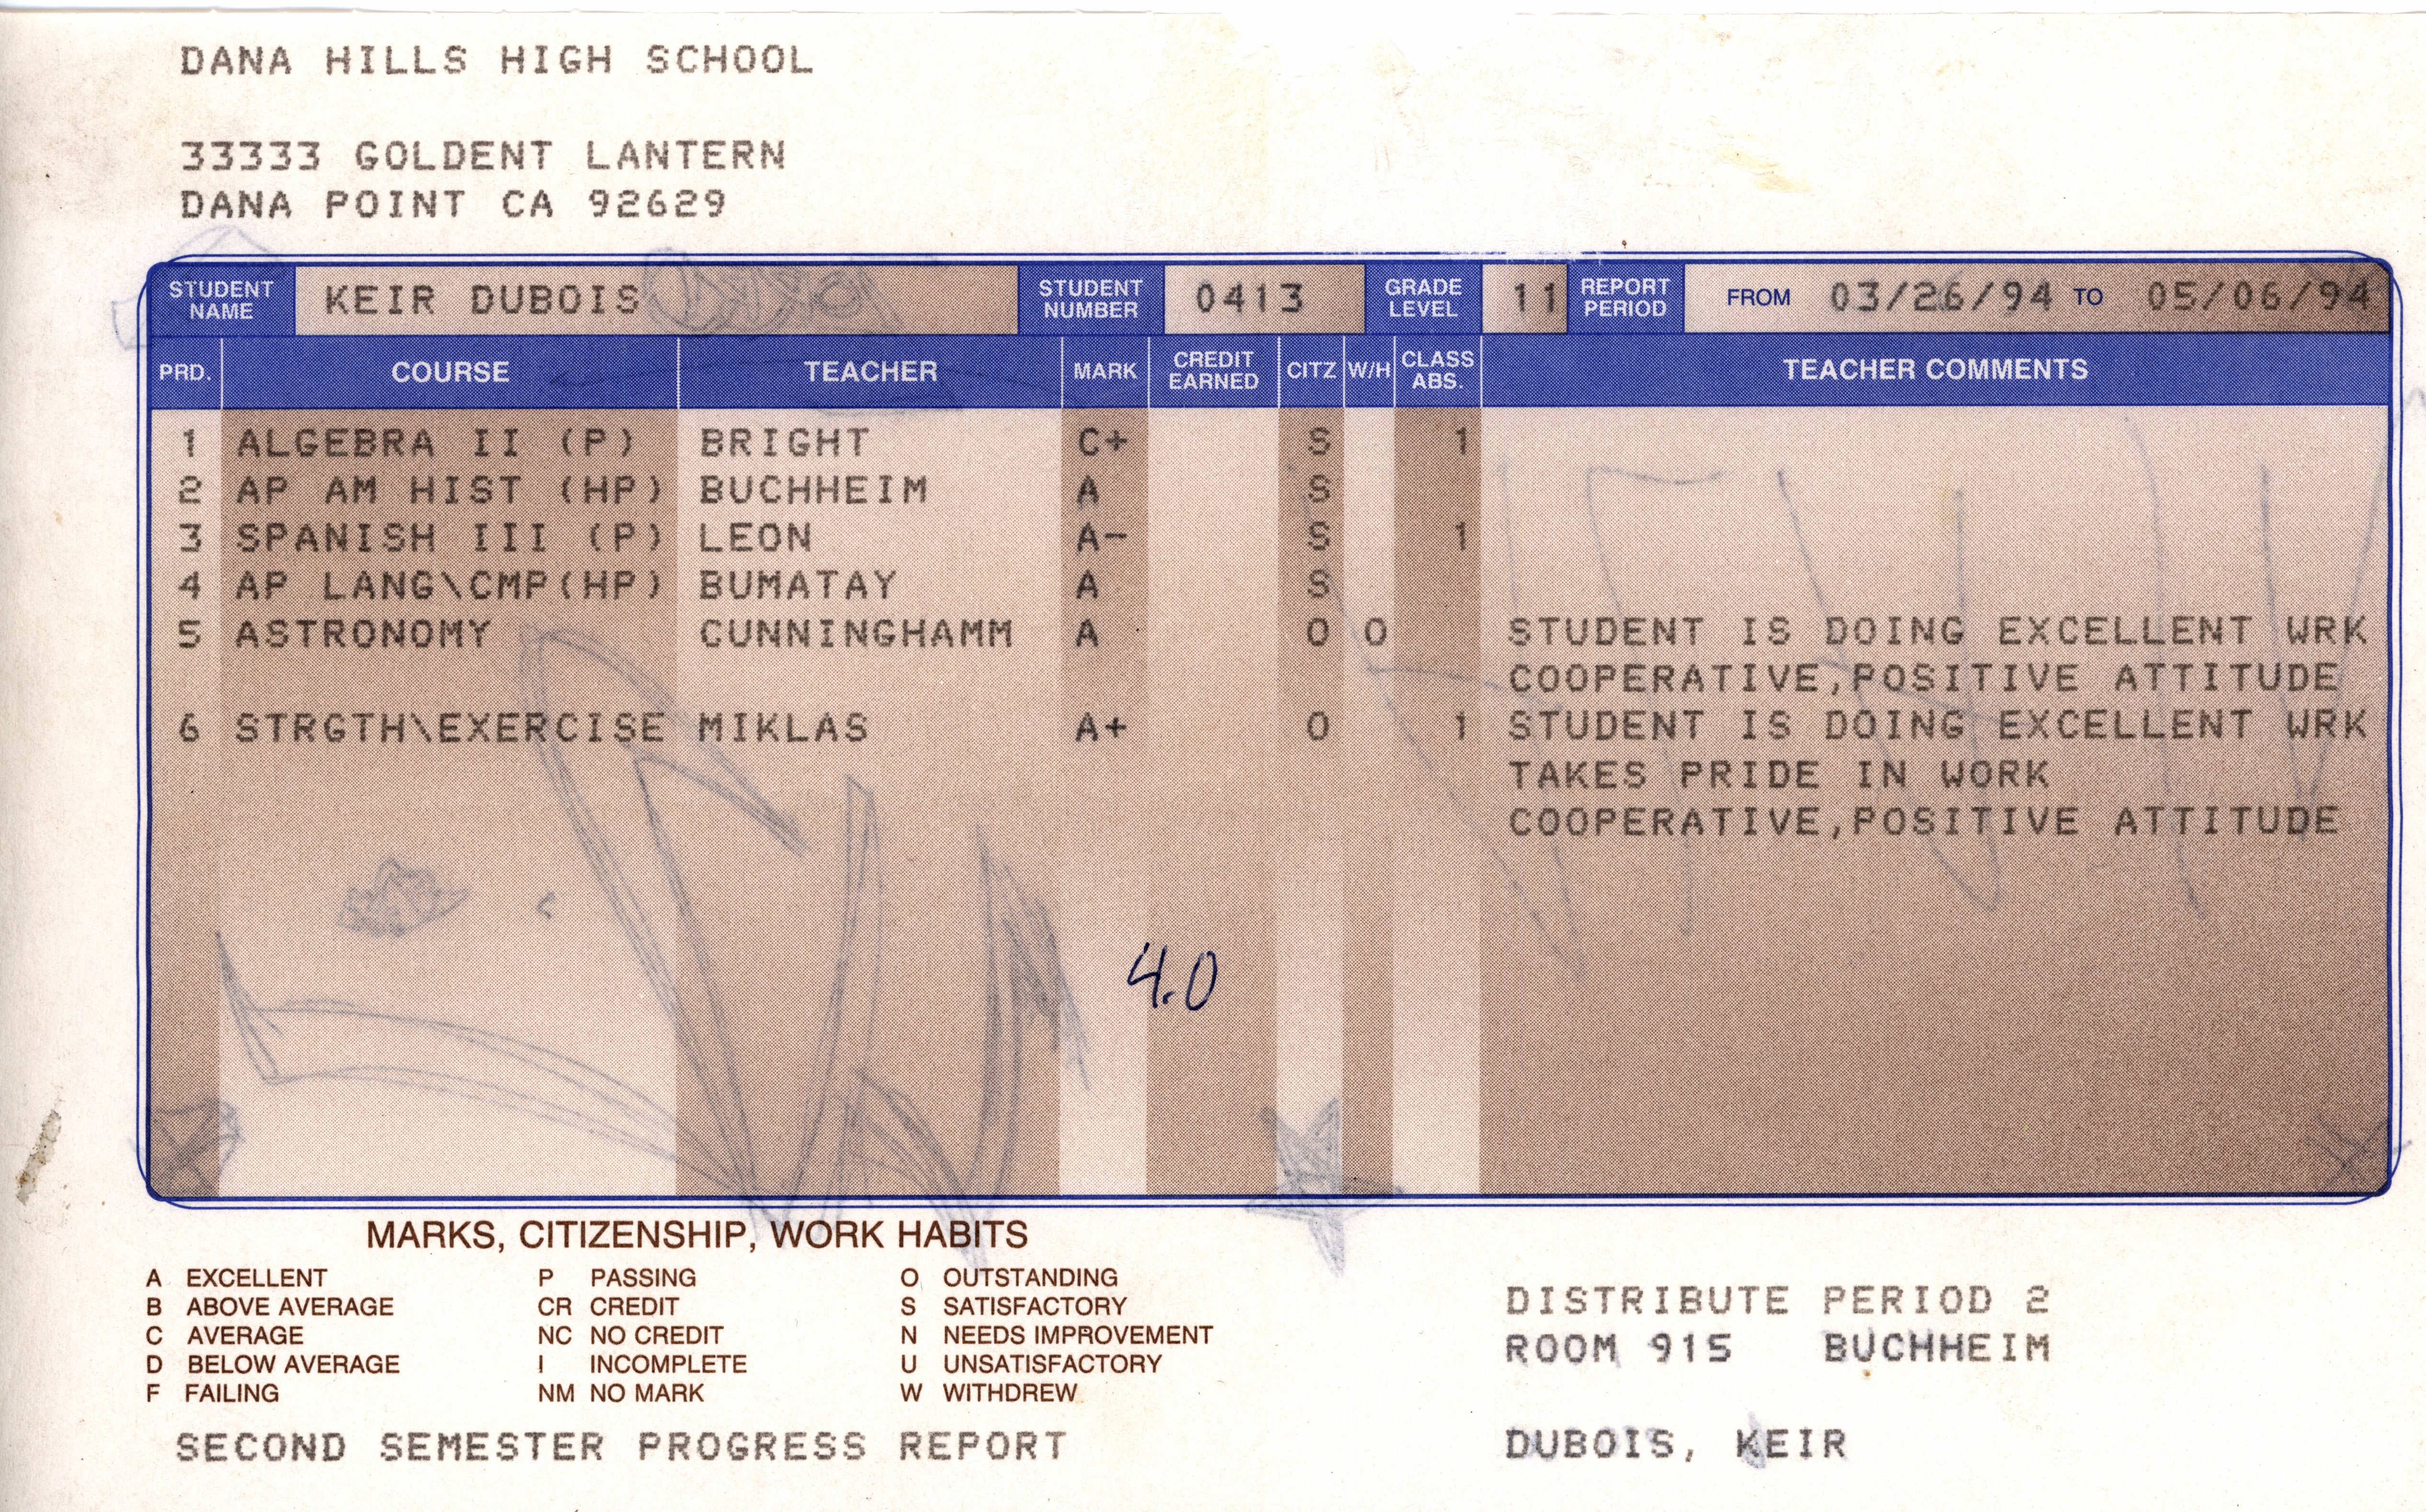 DANA HILLS HIGH SCHOOL
33333 GOLDENT LANTERN
DANA POINT CA 92629
STUDENT NAME KEIR DUBOIS STUDENT NUMBER 0413 GRADE LEVEL 11 REPORT PERIOD FROM 03/26/94 TO 05/06/94
PRD. COURSE TEACHER MARK CREDIT EARNED CITZ W/H CLASS ABS. TEACHER COMMENTS
1 ALGEBRA II (P) BRIGHT C+ S 1
2 AP AM HIST (HP) BUCHHEIM A S
3 SPANISH III (P) LEON A- S 1
4 AP LANG\CMP(HP) BUMATAY A S
5 ASTRONOMY CUNNINGHAMM A O O STUDENT IS DOING EXCELLENT WRK
COOPERATIVE,POSITIVE ATTITUDE
6 STRGTH\EXERCISE MIKLAS A+ O 1 STUDENT IS DOING EXCELLENT WRK
TAKES PRIDE IN WORK
COOPERATIVE,POSITIVE ATTITUDE
4.0
MARKS, CITIZENSHIP, WORK HABITS
A EXCELLENT P PASSING O OUTSTANDING
B ABOVE AVERAGE CR CREDIT S SATISFACTORY
C AVERAGE NC NO CREDIT N NEEDS IMPROVEMENT
D BELOW AVERAGE I INCOMPLETE U UNSATISFACTORY
F FAILING NM NO MARK W WITHDREW
SECOND SEMESTER PROGRESS REPORT
DISTRIBUTE PERIOD 2
ROOM 915 BUCHHEIM
DUBOIS, KEIR